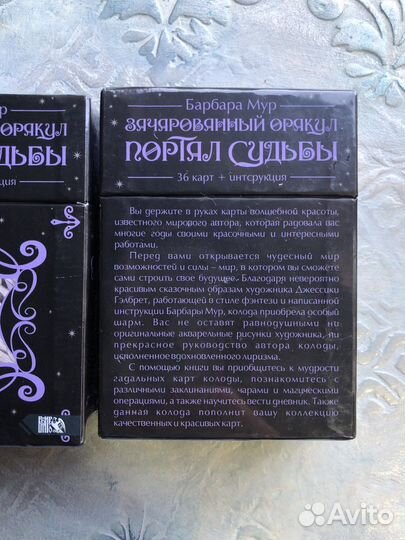 Мур
ОРАКУЛ
ДЬБЫ
кция
Барбара Мур
ЗАЧАРОВАННЫЙ ОРАКУЛ
ПОРТАЛ СУДЬБЫ
36 карт + интсрукция
Вы держите в руках карты волшебной красоты,
известного мирового автора, которая радовала вас
многие годы своими красочными и интересными
работами.
Перед вами открывается чудесный мир
возможностей и силы – мир, в котором вы сможете
сами строить свое будущее. Благодаря невероятно
красивым сказочным образам художника Джессики
Гэлбрет, работающей в стиле фэнтези и написанной
инструкции Барбары Мур, колода приобрела особый
шарм. Вас не оставят равнодушными ни
оригинальные акварельные рисунки художника, ни
прекрасное руководство автора колоды,
исполненное вдохновленного лиризма.
С помощью книги вы приобщитесь к мудрости
гадальных карт колоды, познакомитесь с
различными заклинаниями, чарами и магическими
операциями, а также научитесь вести дневник. Также
данная колода пополнит вашу коллекцию
качественных и красивых карт.
Avito